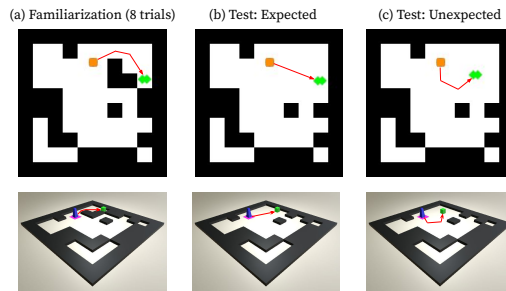 (a) Familiarization (8 trials)
(b) Test: Expected
(c) Test: Unexpected